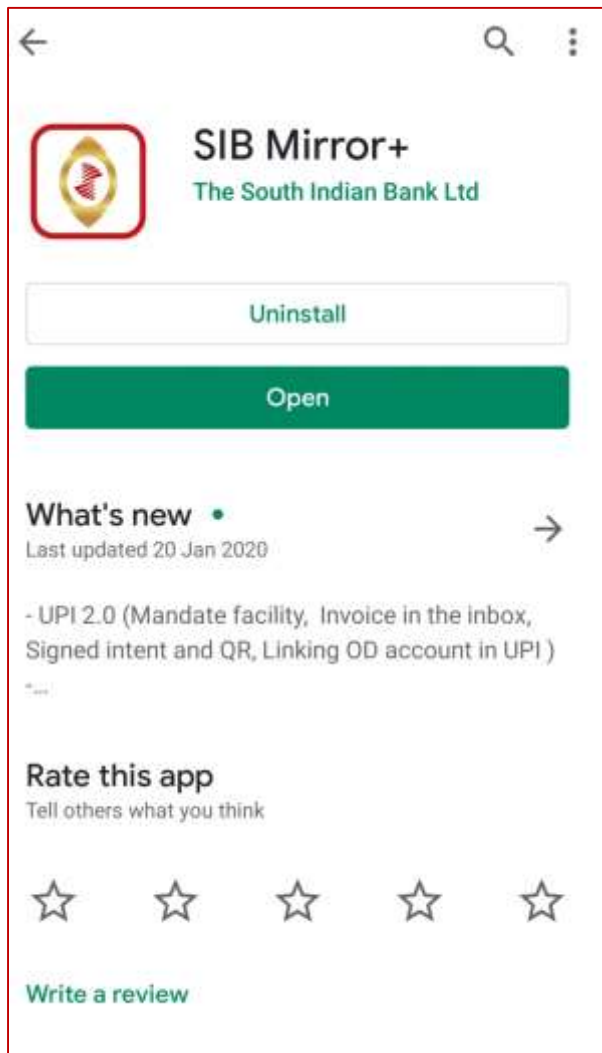 SIB Mirror+
The South Indian Bank Ltd
Uninstall
Open
What's new
Last updated 20 Jan 2020
- UPI 2.0 (Mandate facility, Invoice in the inbox,
Signed intent and QR, Linking OD account in UPI )
-...
Rate this app
Tell others what you think
Write a review